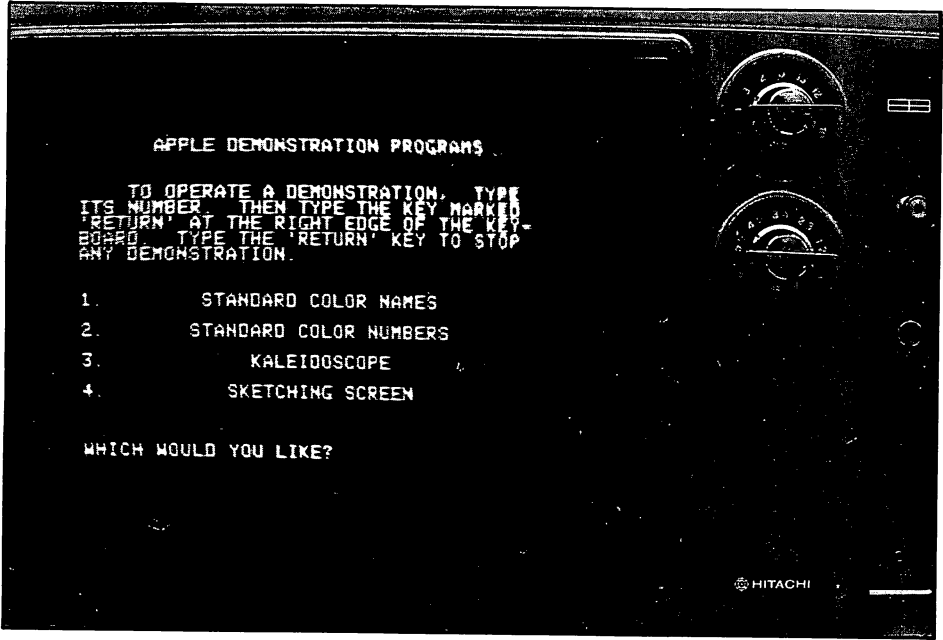 APPLE DEMONSTRATION PROGRAMS
TO OPERATE A DEMONSTRATION, TYPE
ITS NUMBER. THEN TYPE THE KEY MARKED
'RETURN' AT THE RIGHT EDGE OF THE KEY-
BOARD. TYPE THE 'RETURN' KEY TO STOP
ANY DEMONSTRATION.
1. STANDARD COLOR NAMES
2. STANDARD COLOR NUMBERS
3. KALEIDOSCOPE
4. SKETCHING SCREEN
WHICH WOULD YOU LIKE?
HITACHI